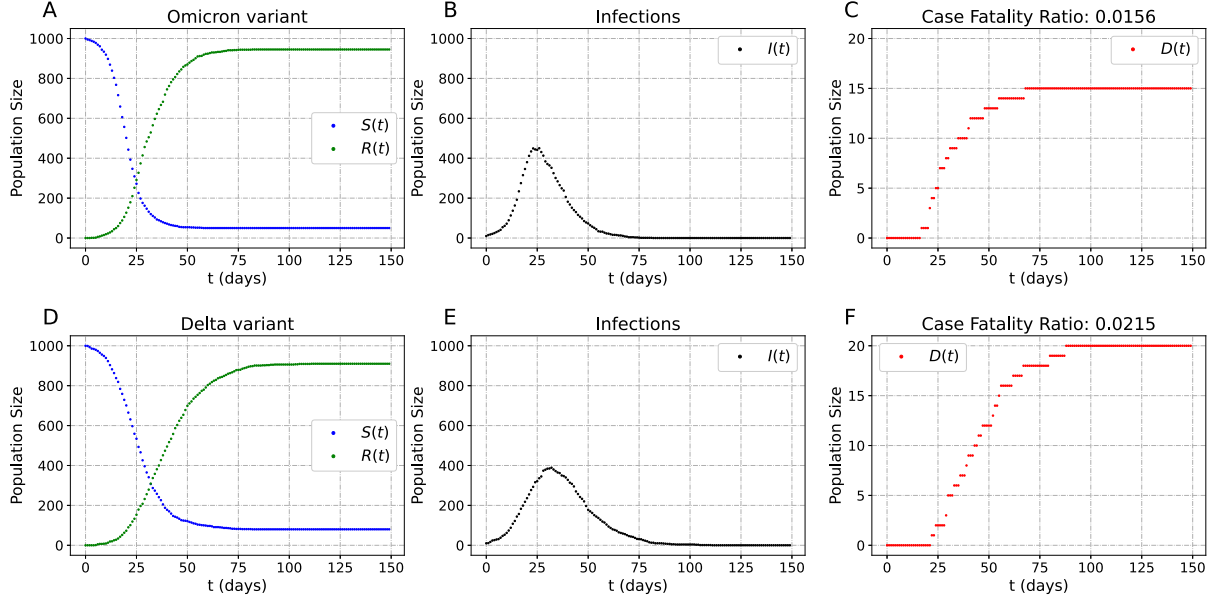 A
Omicron variant
1000
800
600
400
200
0
Population Size
S(t)
R(t)
0 25 50 75 100 125 150
t (days)
B
Infections
1000
800
600
400
200
0
Population Size
I(t)
0 25 50 75 100 125 150
t (days)
C
Case Fatality Ratio: 0.0156
20
15
10
5
0
Population Size
D(t)
0 25 50 75 100 125 150
t (days)
D
Delta variant
1000
800
600
400
200
0
Population Size
S(t)
R(t)
0 25 50 75 100 125 150
t (days)
E
Infections
1000
800
600
400
200
0
Population Size
I(t)
0 25 50 75 100 125 150
t (days)
F
Case Fatality Ratio: 0.0215
20
15
10
5
0
Population Size
D(t)
0 25 50 75 100 125 150
t (days)